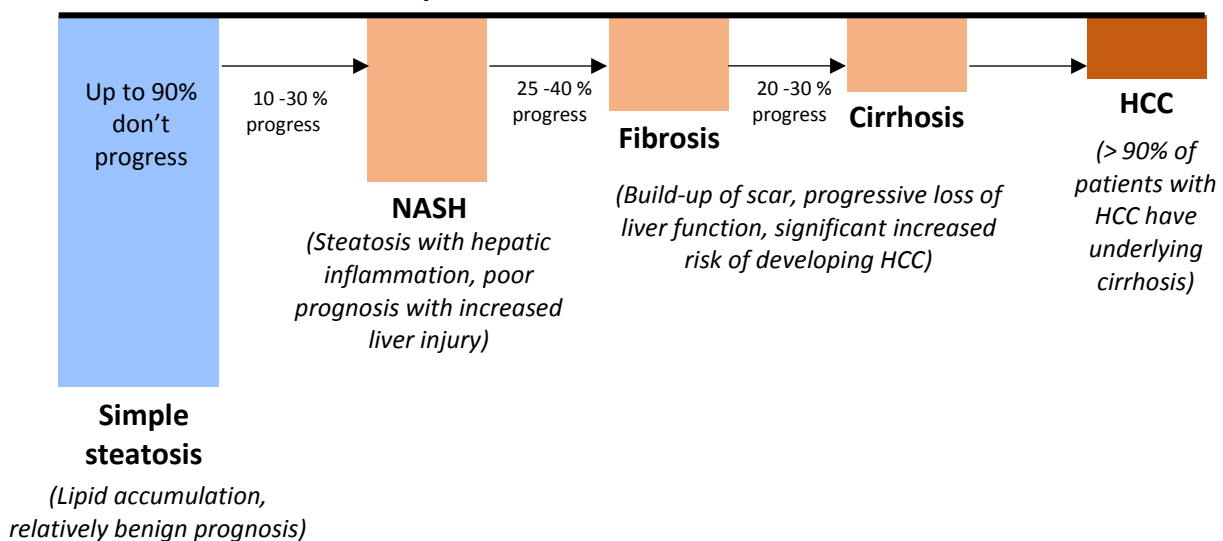 Up to 90%
don’t
progress
10 -30 %
progress
25 -40 %
progress
20 -30 %
progress
NASH
(Steatosis with hepatic
inflammation, poor
prognosis with increased
liver injury)
Fibrosis
Cirrhosis
(Build-up of scar, progressive loss of
liver function, significant increased
risk of developing HCC)
HCC
(> 90% of
patients with
HCC have
underlying
cirrhosis)
Simple
steatosis
(Lipid accumulation,
relatively benign prognosis)